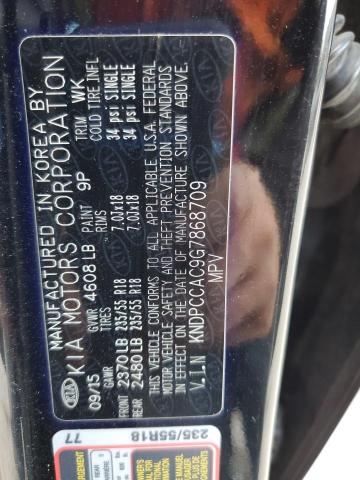 MANUFACTURED IN KOREA BY
KIA KIA MOTORS CORPORATION
09/15 GVWR 4608 LB PAINT 9P TRIM WK
TIRES RIMS COLD TIRE INFL
FRONT 2370 LB 235/55 R18 7.0JX18 34 psi SINGLE
REAR 2480 LB 235/55 R18 7.0JX18 34 psi SINGLE
THIS VEHICLE CONFORMS TO ALL APPLICABLE U.S.A. FEDERAL
MOTOR VEHICLE SAFETY AND THEFT PREVENTION STANDARDS
IN EFFECT ON THE DATE OF MANUFACTURE SHOWN ABOVE.
V.I.N KNDPCCAC9G7868709
MPV
235/55R18
77
REAR